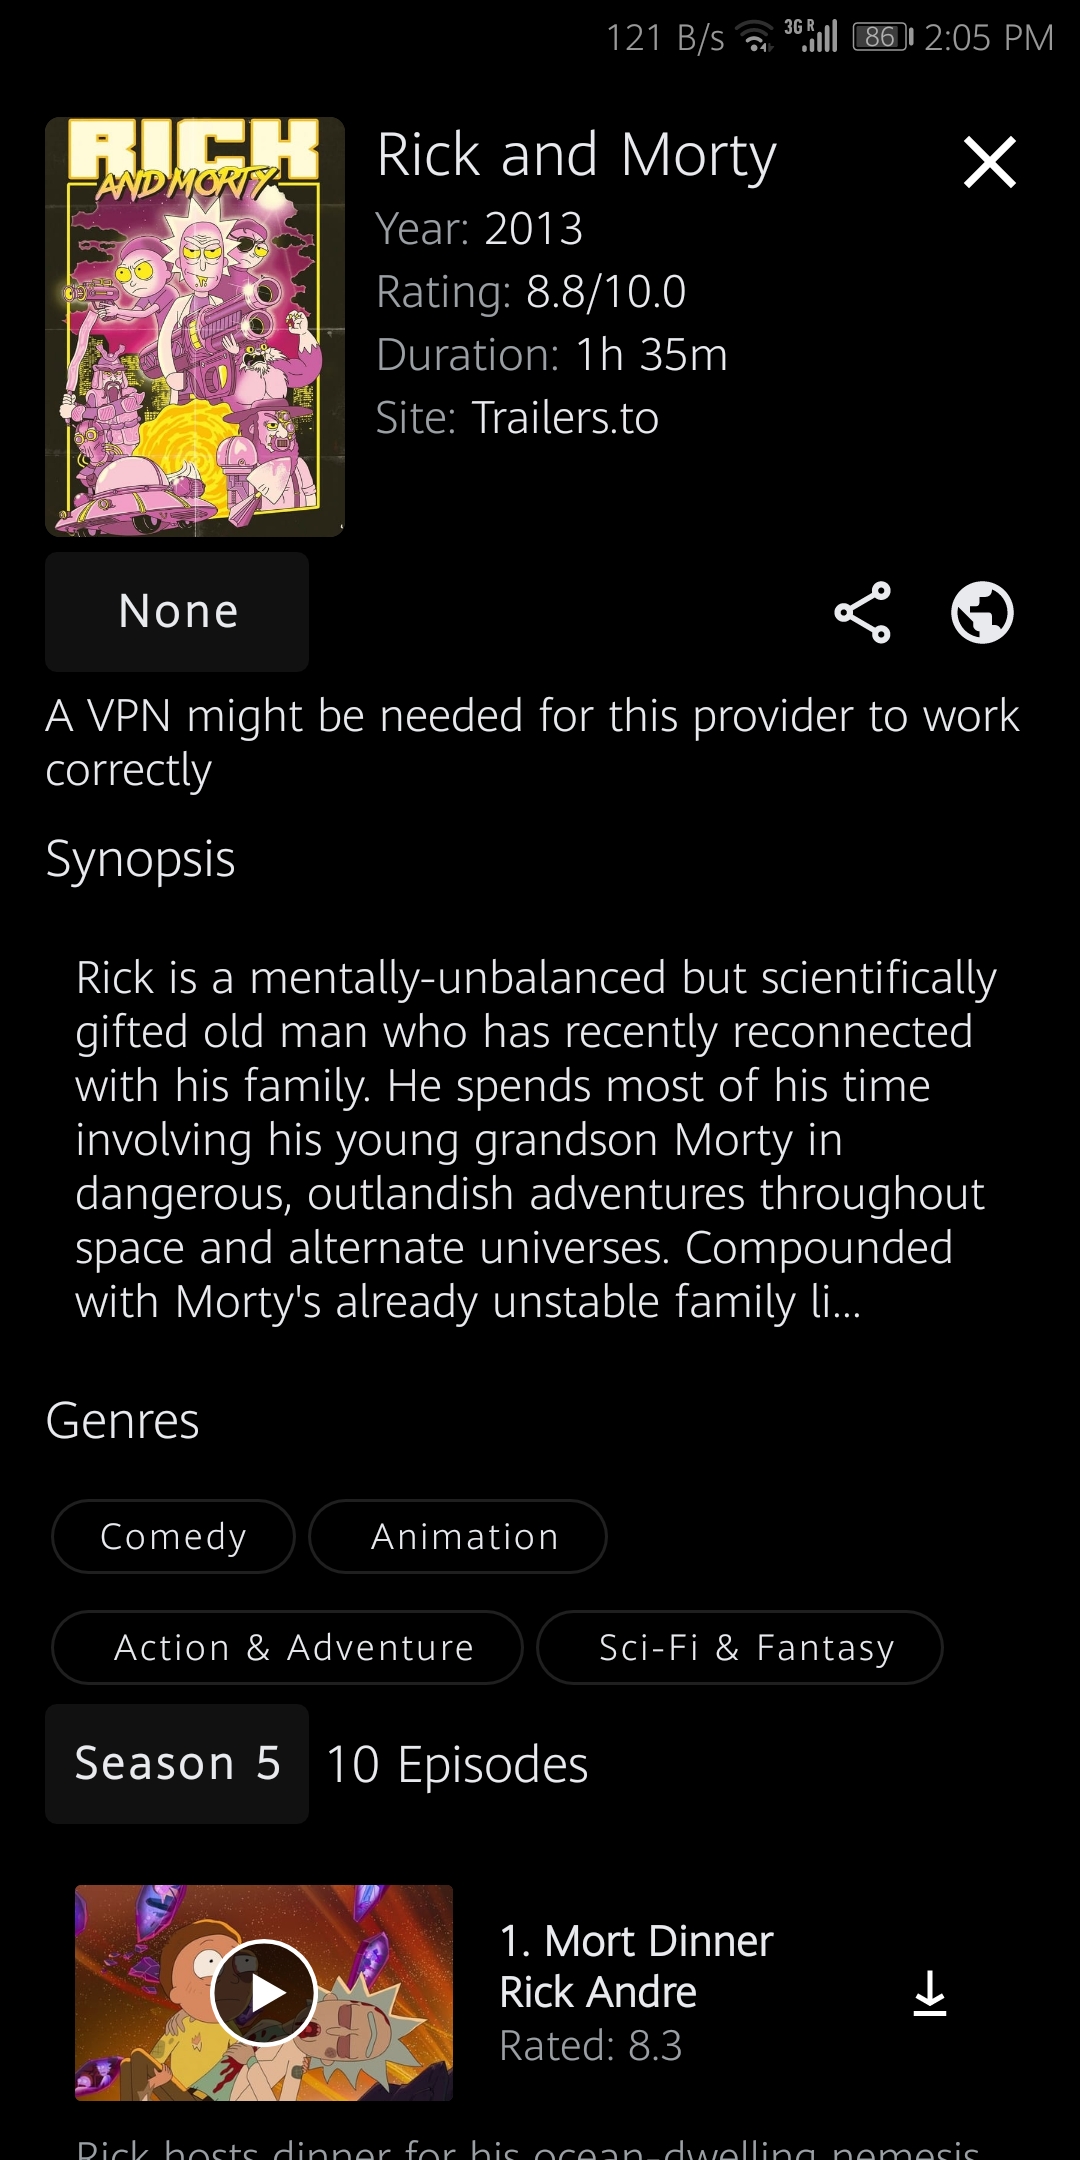 121 B/s 3G R 86 2:05 PM
RICK
AND MORTY
Rick and Morty
Year: 2013
Rating: 8.8/10.0
Duration: 1h 35m
Site: Trailers.to
None
A VPN might be needed for this provider to work
correctly
Synopsis
Rick is a mentally-unbalanced but scientifically
gifted old man who has recently reconnected
with his family. He spends most of his time
involving his young grandson Morty in
dangerous, outlandish adventures throughout
space and alternate universes. Compounded
with Morty's already unstable family li...
Genres
Comedy Animation
Action & Adventure Sci-Fi & Fantasy
Season 5 10 Episodes
1. Mort Dinner
Rick Andre
Rated: 8.3
Rick hosts dinner for his ocean-dwelling nemesis